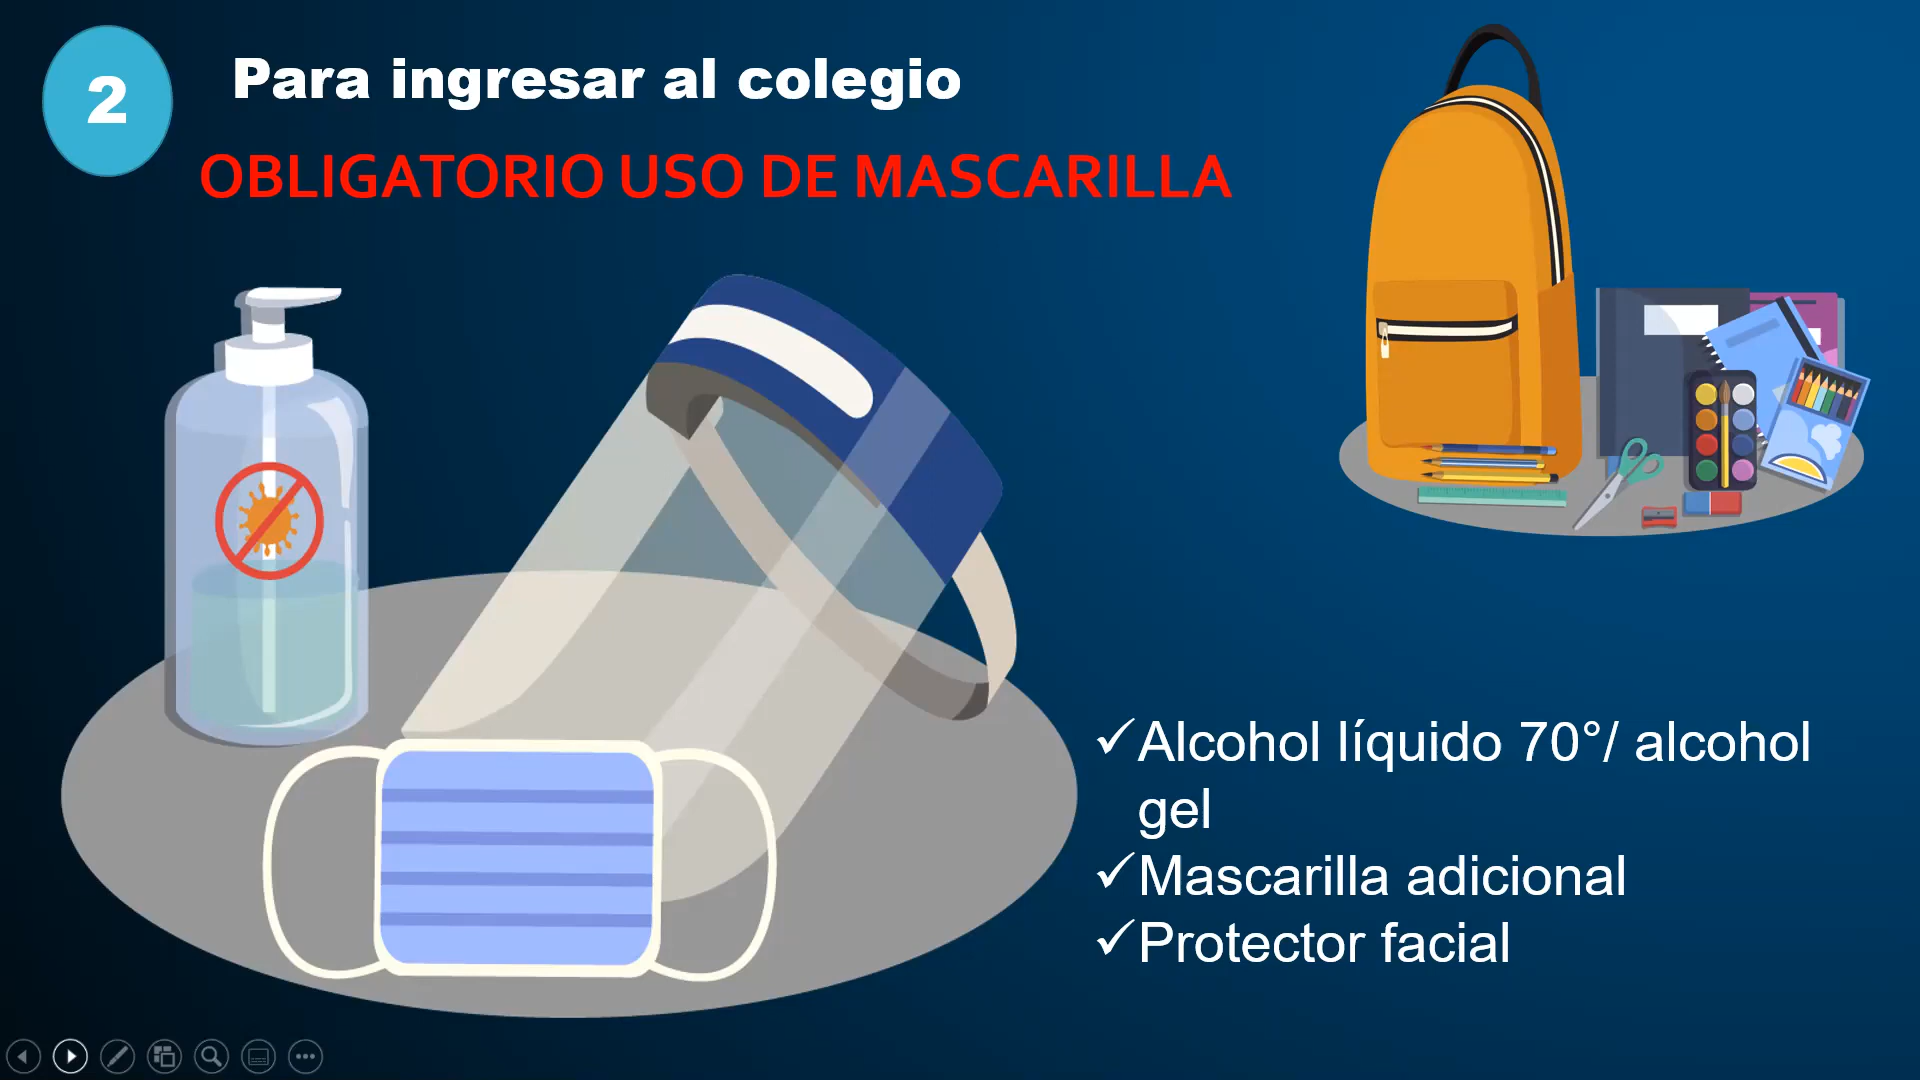 2
Para ingresar al colegio
OBLIGATORIO USO DE MASCARILLA
✓Alcohol líquido 70°/ alcohol
gel
✓Mascarilla adicional
✓Protector facial